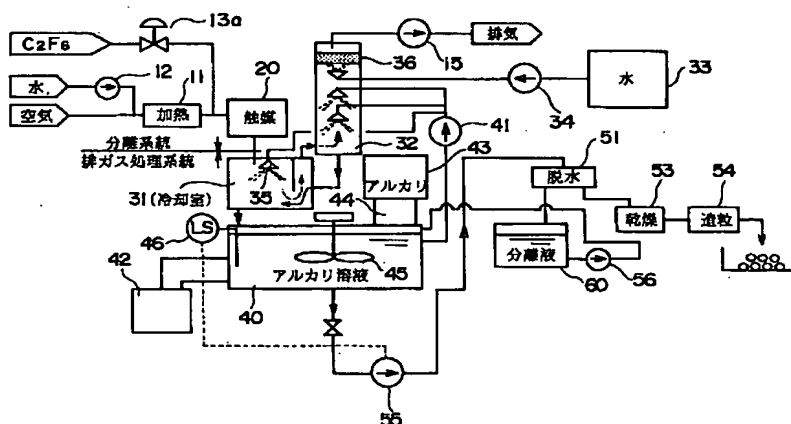 13a
C2F6
12
水
11
20
空気
加熱
触媒
分離系統
排ガス処理系統
31(冷却室)
35
36
15
排気
34
水
33
32
41
43
アルカリ
44
46
LS
42
アルカリ溶液
45
40
55
51
脱水
53
乾燥
54
造粒
分離液
56
60